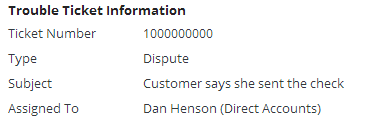 Trouble Ticket Information
Ticket Number 1000000000
Type Dispute
Subject Customer says she sent the check
Assigned To Dan Henson (Direct Accounts)